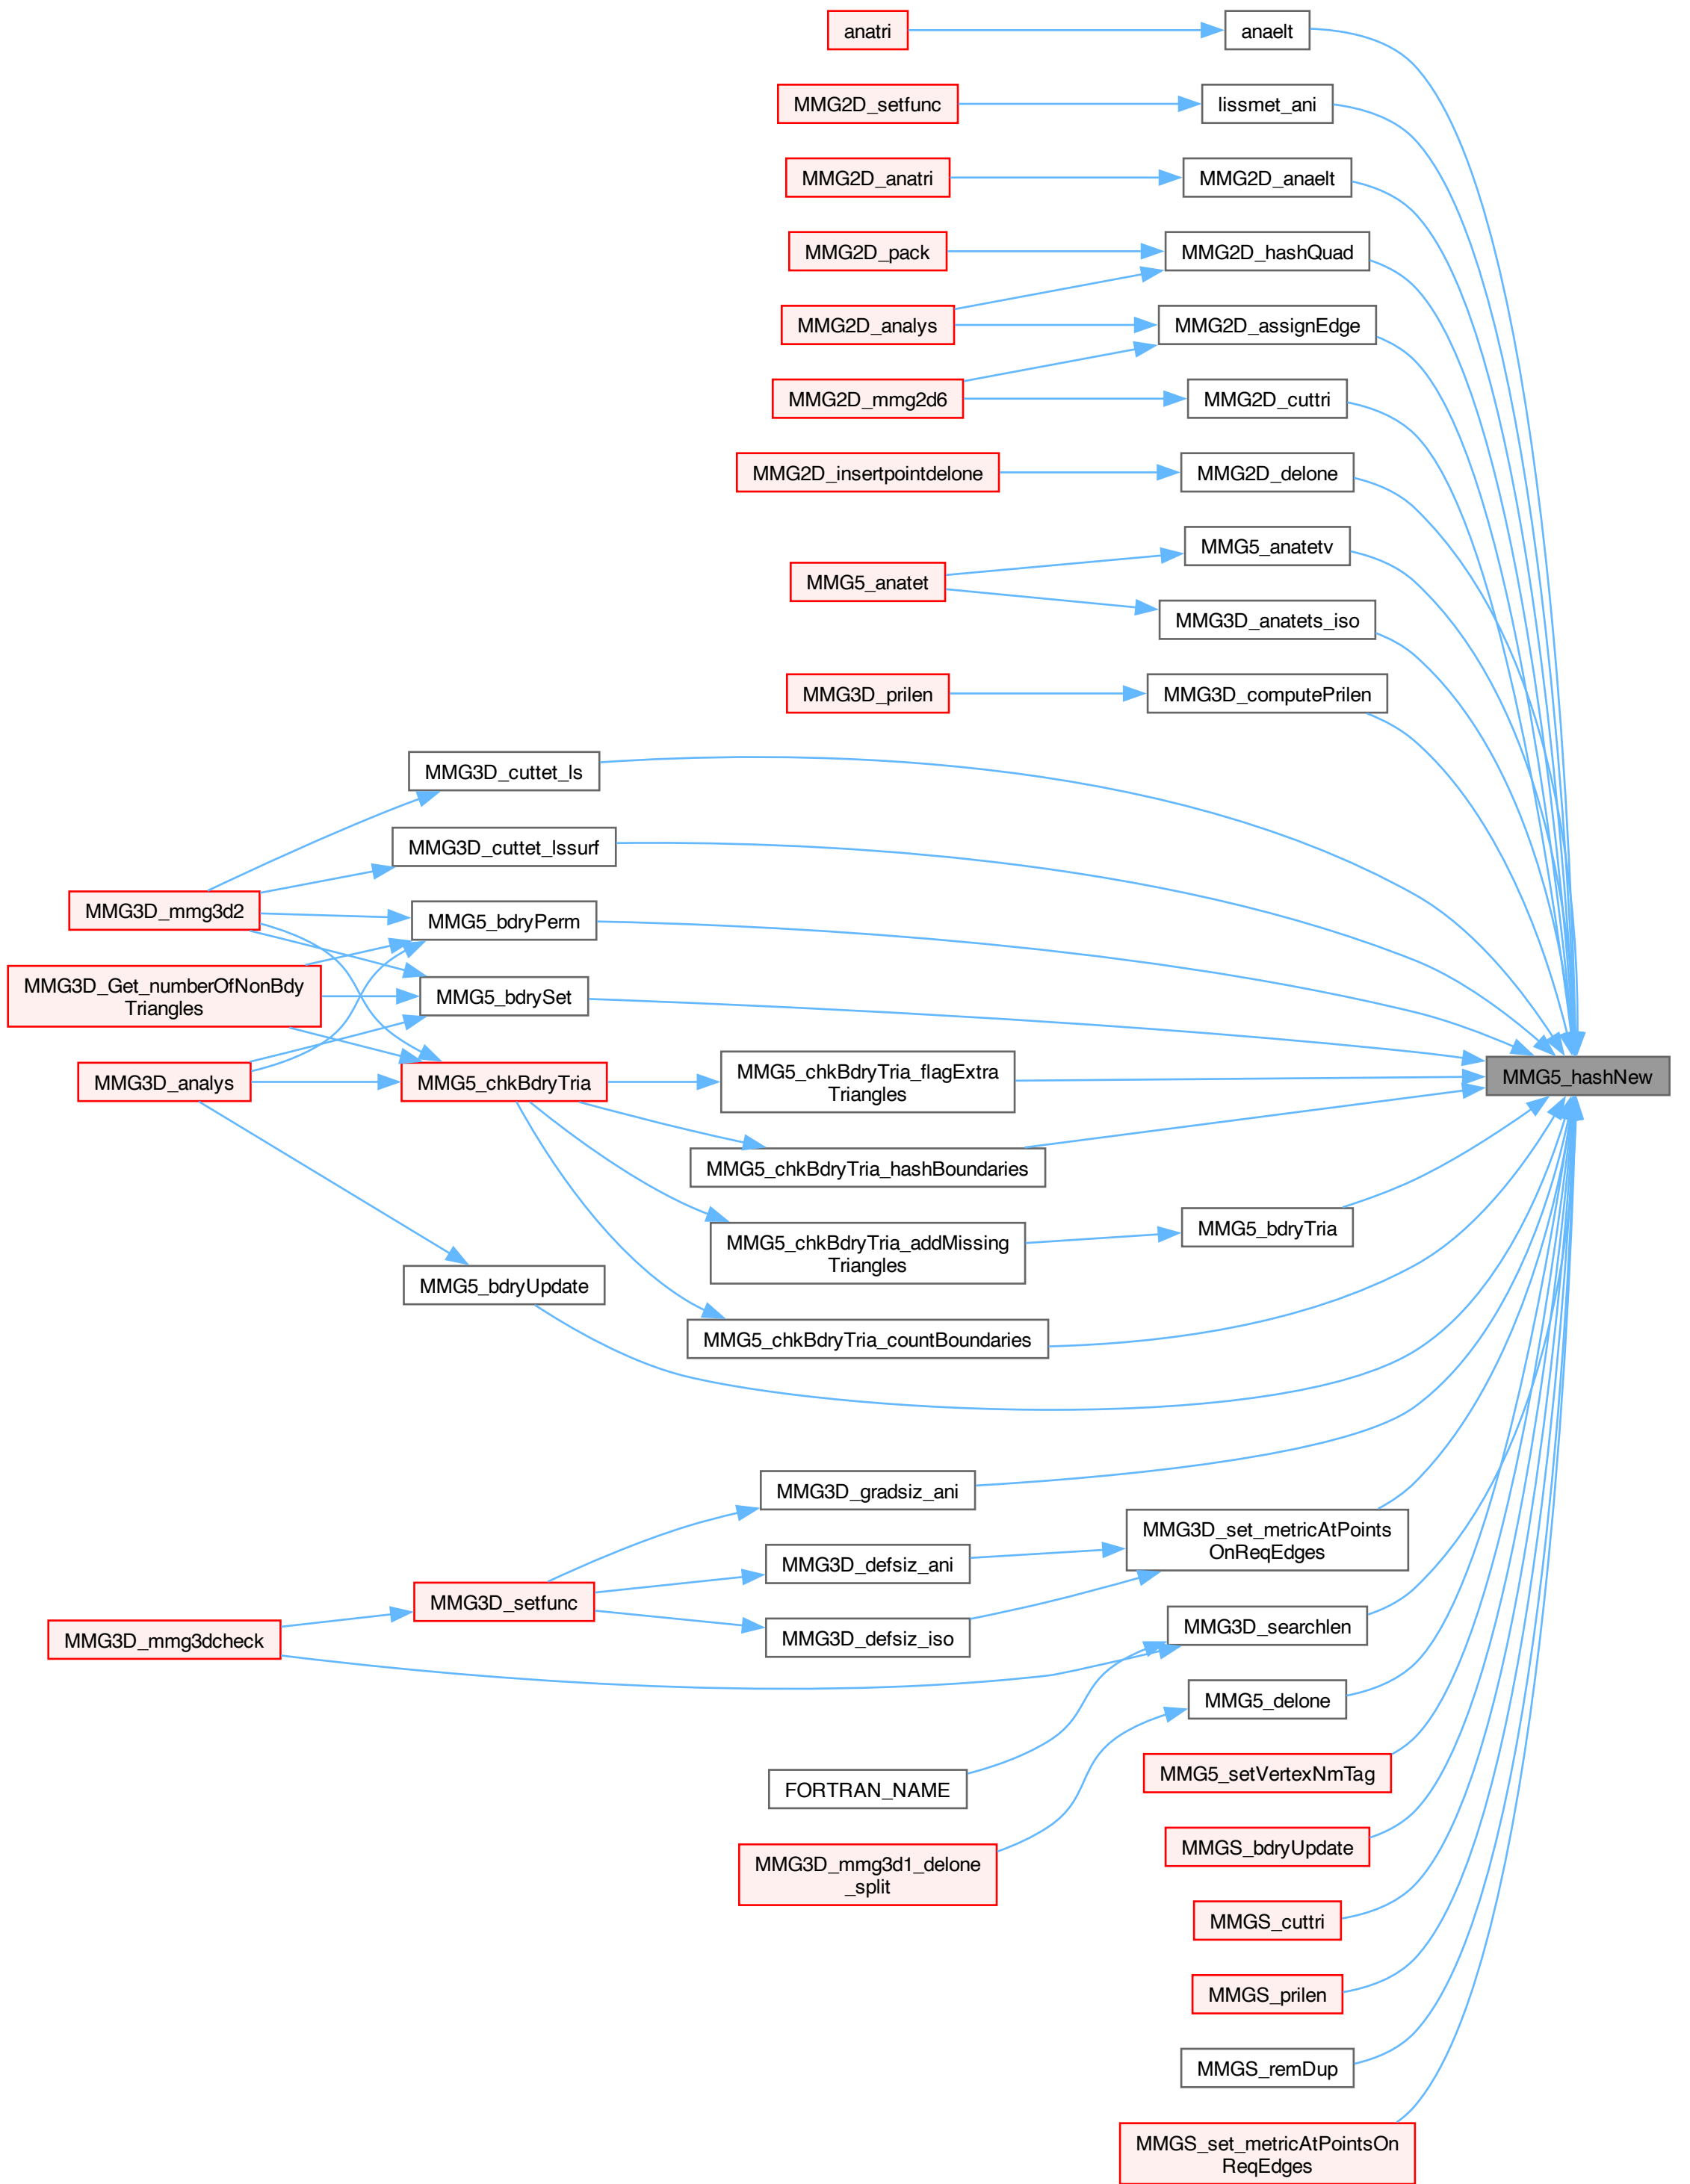 anatri
anaelt
MMG2D_setfunc
lissmet_ani
MMG2D_anatri
MMG2D_anaelt
MMG2D_pack
MMG2D_hashQuad
MMG2D_analys
MMG2D_assignEdge
MMG2D_mmg2d6
MMG2D_cuttri
MMG2D_insertpointdelone
MMG2D_delone
MMG5_anatetv
MMG5_anatet
MMG3D_anatets_iso
MMG3D_prilen
MMG3D_computePrilen
MMG3D_cuttet_ls
MMG3D_cuttet_lssurf
MMG3D_mmg3d2
MMG5_bdryPerm
MMG3D_Get_numberOfNonBdy
Triangles
MMG5_bdrySet
MMG3D_analys
MMG5_chkBdryTria
MMG5_chkBdryTria_flagExtra
Triangles
MMG5_hashNew
MMG5_chkBdryTria_hashBoundaries
MMG5_chkBdryTria_addMissing
Triangles
MMG5_bdryTria
MMG5_bdryUpdate
MMG5_chkBdryTria_countBoundaries
MMG3D_gradsiz_ani
MMG3D_set_metricAtPoints
OnReqEdges
MMG3D_defsiz_ani
MMG3D_setfunc
MMG3D_mmg3dcheck
MMG3D_defsiz_iso
MMG3D_searchlen
MMG5_delone
FORTRAN_NAME
MMG5_setVertexNmTag
MMG3D_mmg3d1_delone
_split
MMGS_bdryUpdate
MMGS_cuttri
MMGS_prilen
MMGS_remDup
MMGS_set_metricAtPointsOn
ReqEdges